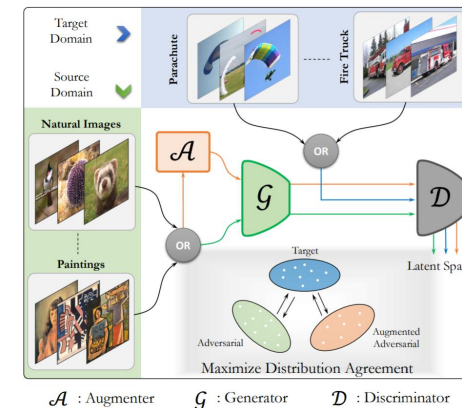 Target
Domain
Source
Domain
Parachute
Fire Truck
Natural Images
Paintings
OR
OR
A
G
D
Latent Spa
Target
Adversarial
Augmented
Adversarial
Maximize Distribution Agreement
A : Augmenter G : Generator D : Discriminator